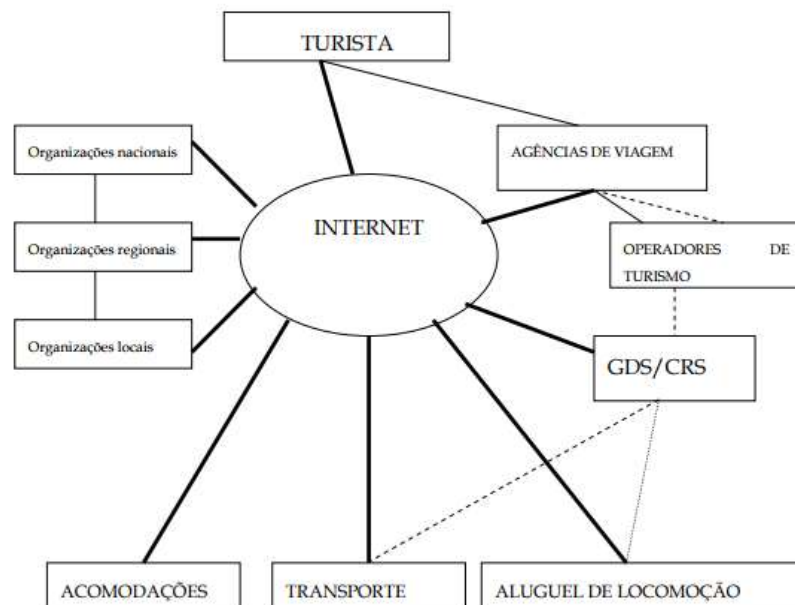 TURISTA
Organizações nacionais
AGÊNCIAS DE VIAGEM
INTERNET
Organizações regionais
OPERADORES DE
TURISMO
Organizações locais
GDS/CRS
ACOMODAÇÕES
TRANSPORTE
ALUGUEL DE LOCOMOÇÃO